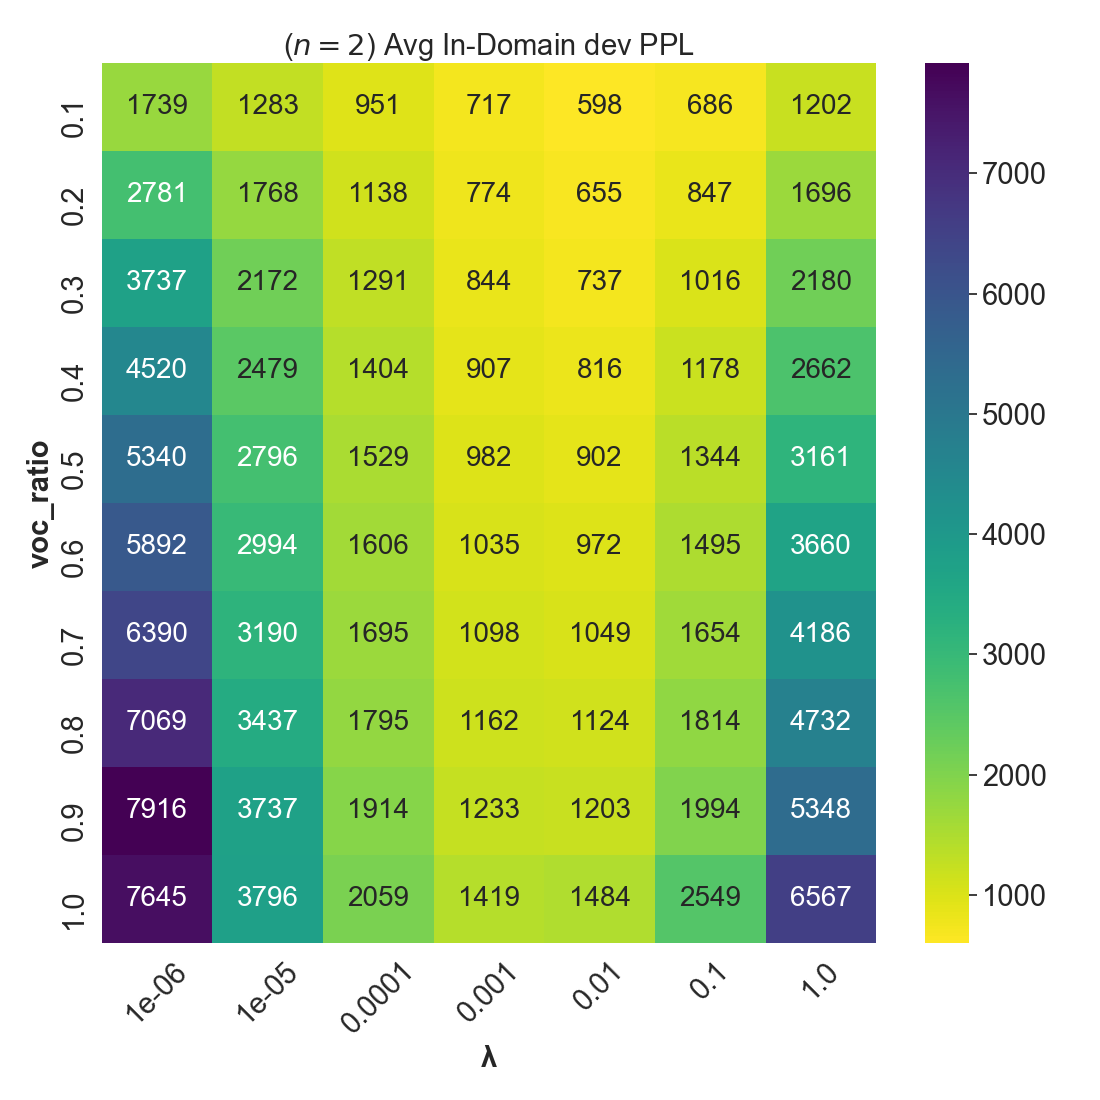 (n = 2) Avg In-Domain dev PPL
voc_ratio
0.1 1739 1283 951 717 598 686 1202
0.2 2781 1768 1138 774 655 847 1696
0.3 3737 2172 1291 844 737 1016 2180
0.4 4520 2479 1404 907 816 1178 2662
0.5 5340 2796 1529 982 902 1344 3161
0.6 5892 2994 1606 1035 972 1495 3660
0.7 6390 3190 1695 1098 1049 1654 4186
0.8 7069 3437 1795 1162 1124 1814 4732
0.9 7916 3737 1914 1233 1203 1994 5348
1.0 7645 3796 2059 1419 1484 2549 6567
1e-06 1e-05 0.0001 0.001 0.01 0.1 1.0
λ
7000
6000
5000
4000
3000
2000
1000